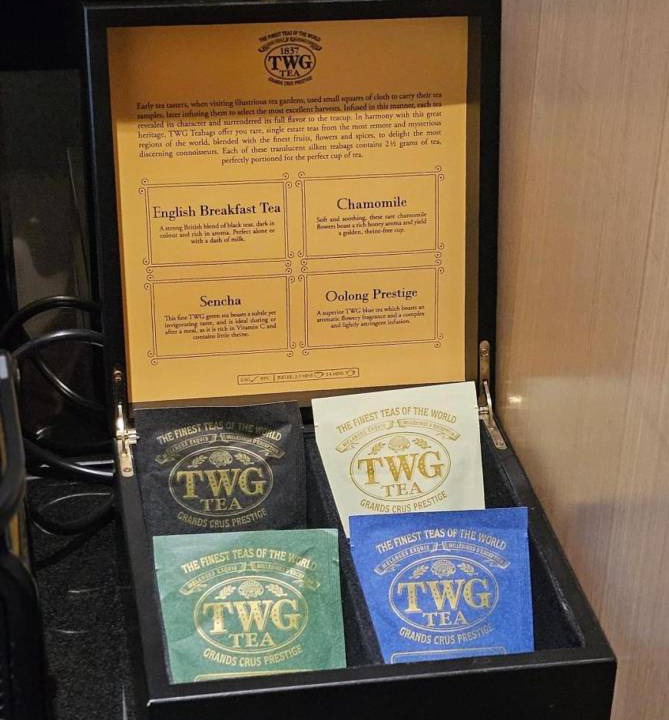 THE FINEST TEAS OF THE WORLD
1837
TWG
TEA
GRANDS CRUS PRESTIGE
Early tea tasters, when visiting illustrious tea gardens, used small squares of cloth to carry their tea
samples, later infusing them to select the most excellent harvests. Infused in this manner, each tea
revealed its character and surrendered its full flavor to the teacup. In harmony with this great
heritage, TWG Teabags offer you rare, single estate teas from the most remote and mysterious
regions of the world, blended with the finest fruits, flowers and spices, to delight the most
discerning connoisseurs. Each of these translucent silken teabags contains 2½ grams of tea,
perfectly portioned for the perfect cup of tea.
English Breakfast Tea
A strong British blend of black teas, dark in
colour and rich in aroma. Perfect alone or
with a dash of milk.
Chamomile
Soft and soothing, these rare chamomile
flowers boast a rich honey aroma and yield
a golden, theine-free cup.
Sencha
This fine TWG green tea boasts a subtle yet
invigorating taste, and is ideal during or
after a meal, as it is rich in Vitamin C and
contains little theine.
Oolong Prestige
A superior TWG blue tea which boasts an
aromatic flowery fragrance and a complex
and lightly astringent infusion.
THE FINEST TEAS OF THE WORLD
TWG
TEA
GRANDS CRUS PRESTIGE
THE FINEST TEAS OF THE WORLD
TWG
TEA
GRANDS CRUS PRESTIGE
THE FINEST TEAS OF THE WORLD
TWG
TEA
GRANDS CRUS PRESTIGE
THE FINEST TEAS OF THE WORLD
TWG
TEA
GRANDS CRUS PRESTIGE